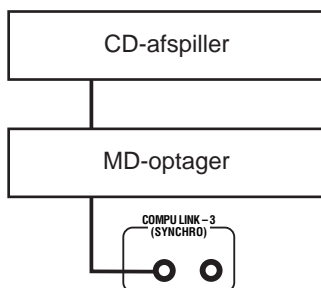 CD-afspiller
MD-optager
COMPU LINK – 3
(SYNCHRO)